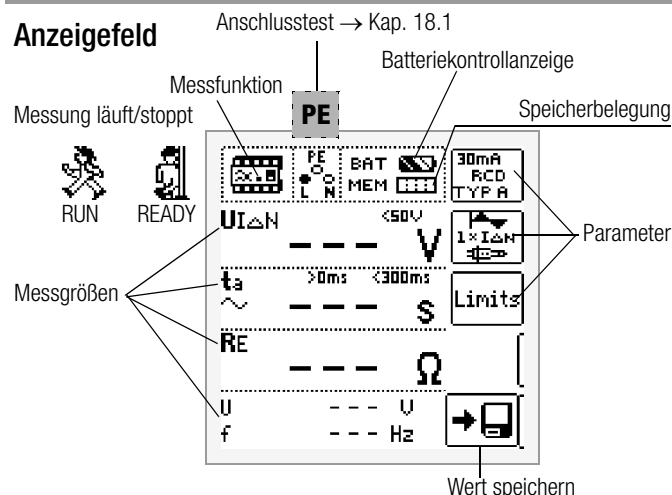 Anzeigefeld
Anschlusstest → Kap. 18.1
Batteriekontrollanzeige
Messfunktion
Speicherbelegung
Messung läuft/stoppt
PE
RUN
READY
PE
L N
BAT
MEM
30mA
RCD
TYP A
UI△N
<50V
--- V
1×I△N
Parameter
Messgrößen
ta
>0ms <300ms
~ --- s
Limits
RE
--- Ω
U --- V
f --- Hz
Wert speichern